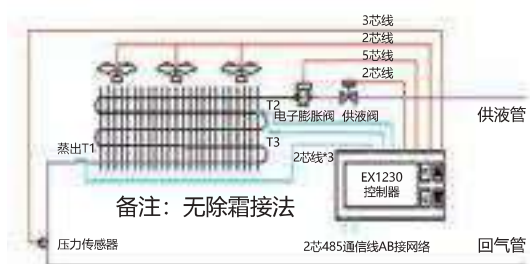 3芯线
2芯线
5芯线
2芯线
T2
电子膨胀阀 供液阀
供液管
T3
蒸出T1
2芯线*3
EX1230
控制器
备注：无除霜接法
压力传感器
2芯485通信线AB接网络
回气管